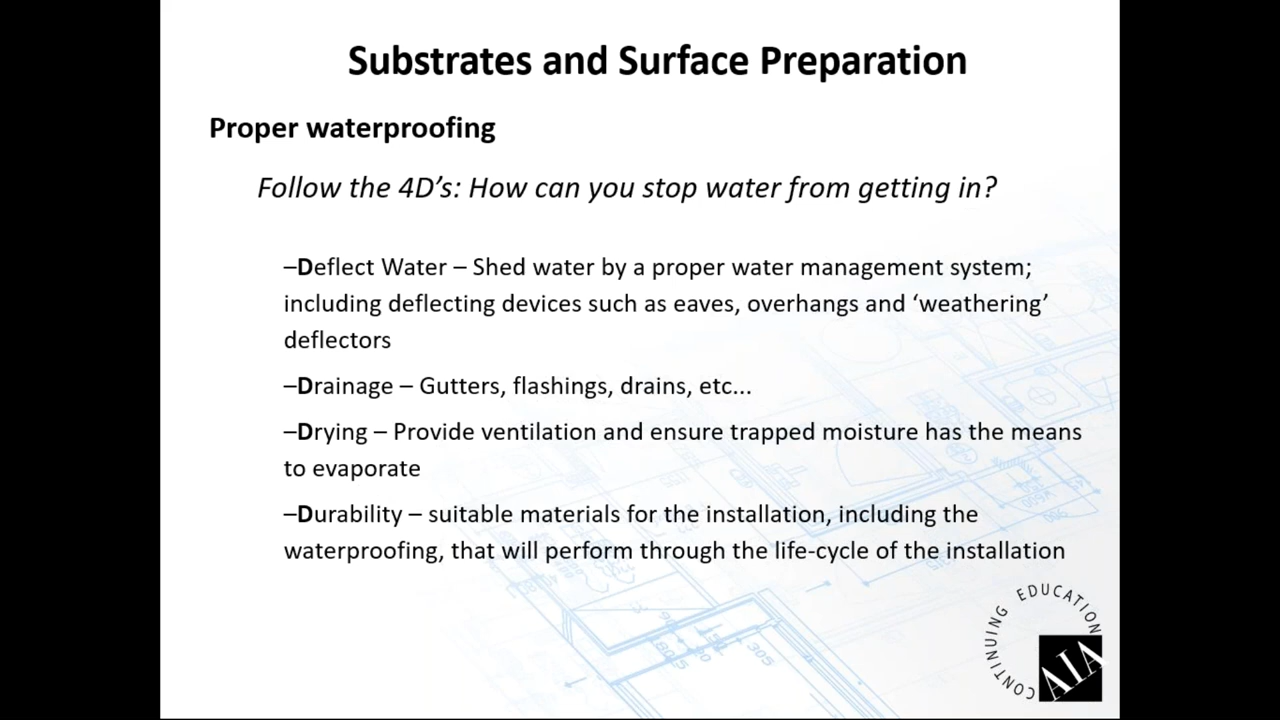 Substrates and Surface Preparation
Proper waterproofing
Follow the 4D’s: How can you stop water from getting in?
–Deflect Water – Shed water by a proper water management system;
including deflecting devices such as eaves, overhangs and ‘weathering’
deflectors
–Drainage – Gutters, flashings, drains, etc...
–Drying – Provide ventilation and ensure trapped moisture has the means
to evaporate
–Durability – suitable materials for the installation, including the
waterproofing, that will perform through the life-cycle of the installation
CONTINUING EDUCATION
AIA
305